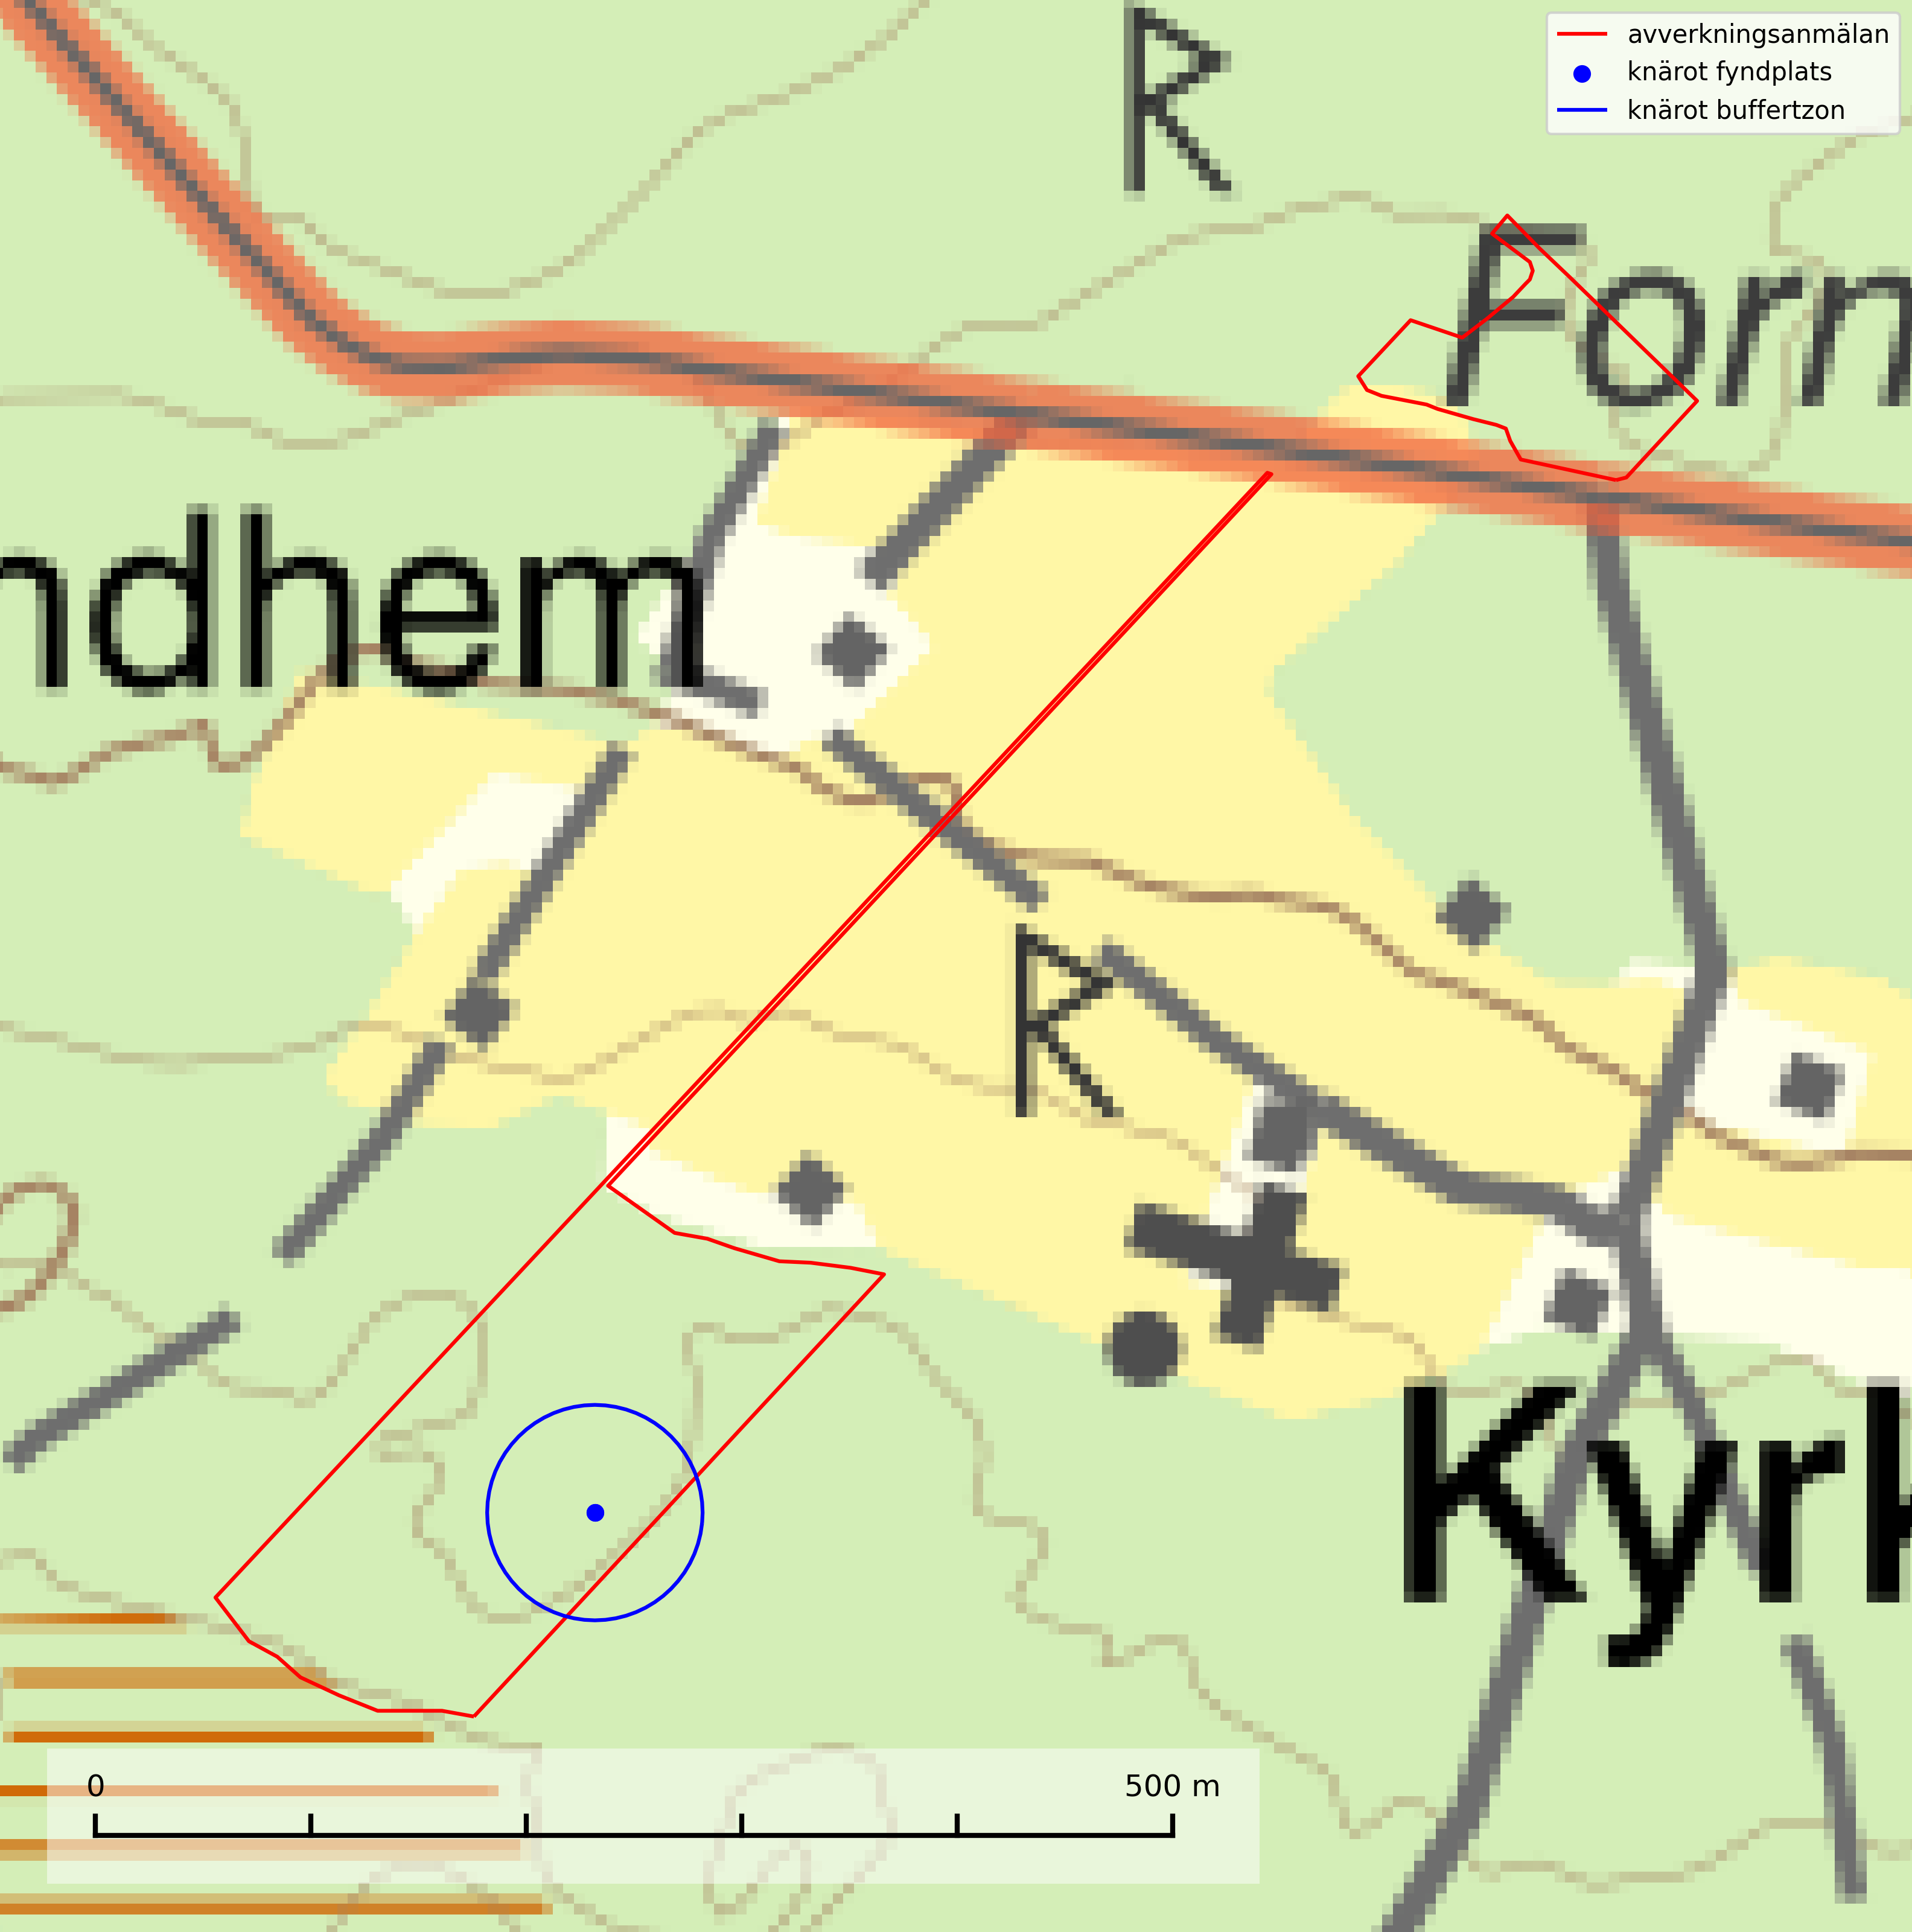 R
avverkningsanmälan
knärot fyndplats
knärot buffertzon
Forn
ndhem
R
Kyrk
0 500 m